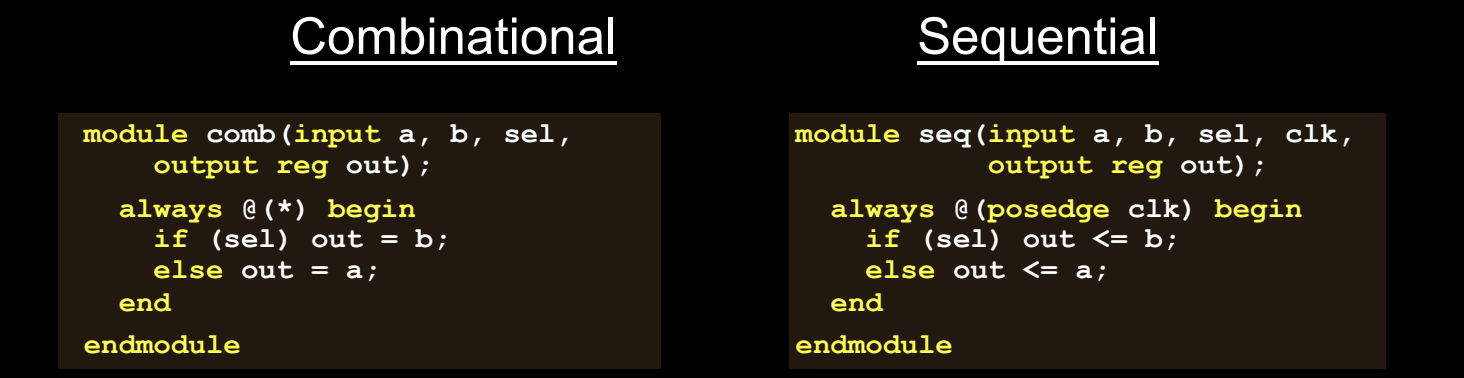 Combinational
module comb(input a, b, sel,
output reg out);
always @(*) begin
if (sel) out = b;
else out = a;
end
endmodule
Sequential
module seq(input a, b, sel, clk,
output reg out);
always @(posedge clk) begin
if (sel) out <= b;
else out <= a;
end
endmodule